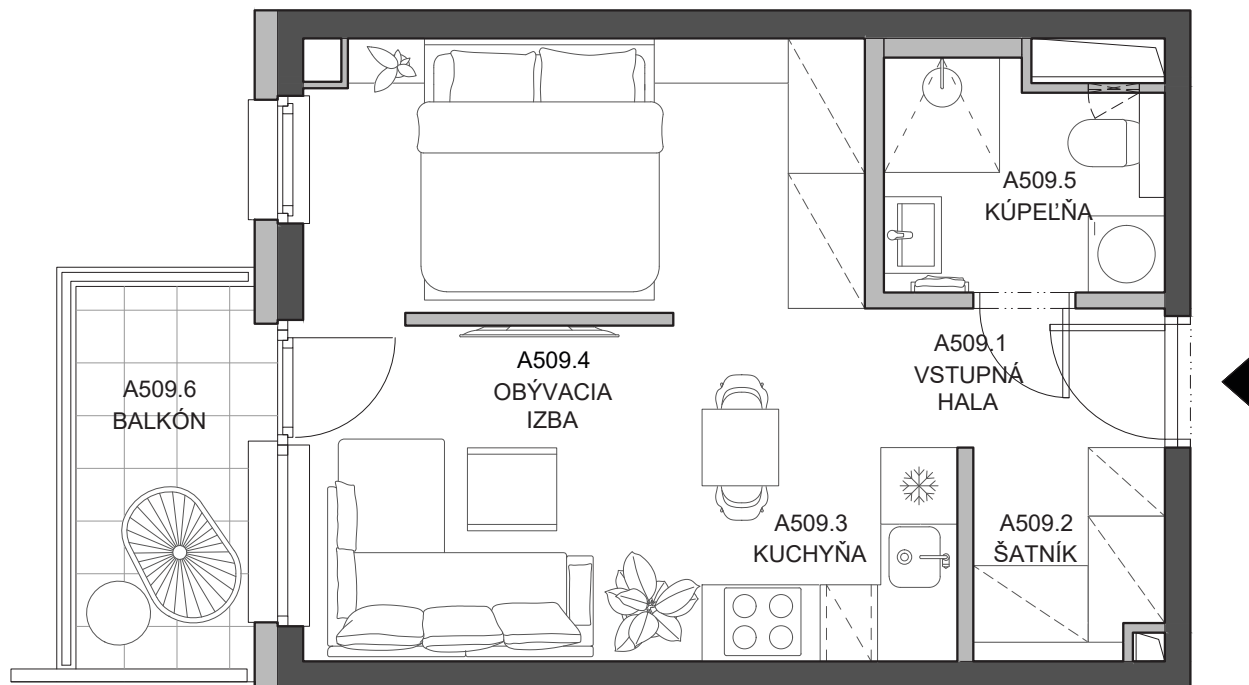 A509.5
KÚPEĽŇA
A509.1
VSTUPNÁ
HALA
A509.4
OBÝVACIA
IZBA
A509.6
BALKÓN
A509.3
KUCHYŇA
A509.2
ŠATNÍK